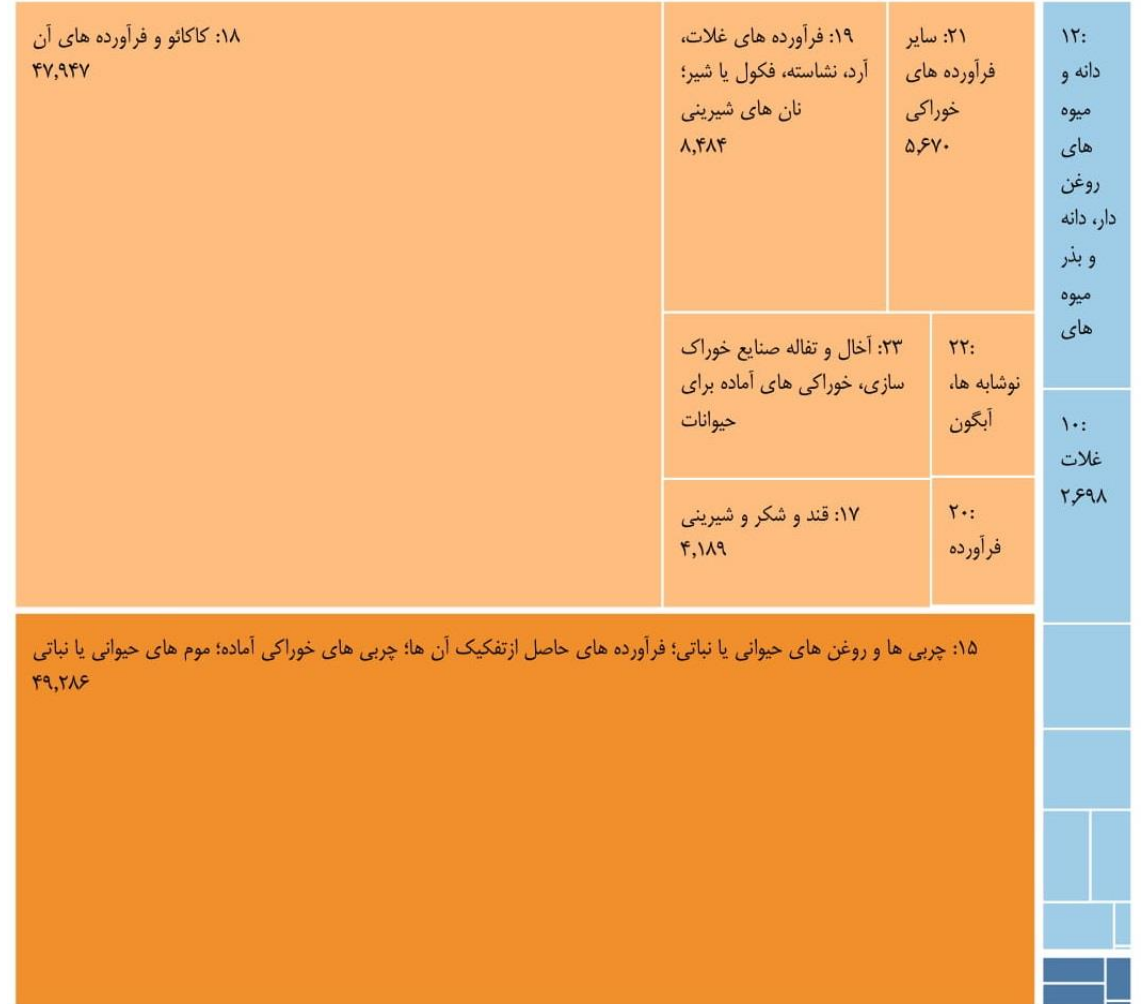 ۱۸: کاکائو و فرآورده های آن
۴۷,۹۴۷
۱۹: فرآورده های غلات،
آرد، نشاسته، فکول یا شیر؛
نان های شیرینی
۸,۴۸۴
۲۱: سایر
فرآورده های
خوراکی
۵,۶۷۰
۱۲:
دانه و
میوه
های
روغن
دار، دانه
و بذر
میوه
های
۲۳: آخال و تفاله صنایع خوراک
سازی، خوراکی های آماده برای
حیوانات
۲۲:
نوشابه ها،
آبگون
۱۰:
غلات
۲,۶۹۸
۱۷: قند و شکر و شیرینی
۴,۱۸۹
۲۰:
فرآورده
۱۵: چربی ها و روغن های حیوانی یا نباتی؛ فرآورده های حاصل ازتفکیک آن ها؛ چربی های خوراکی آماده؛ موم های حیوانی یا نباتی
۴۹,۲۸۶